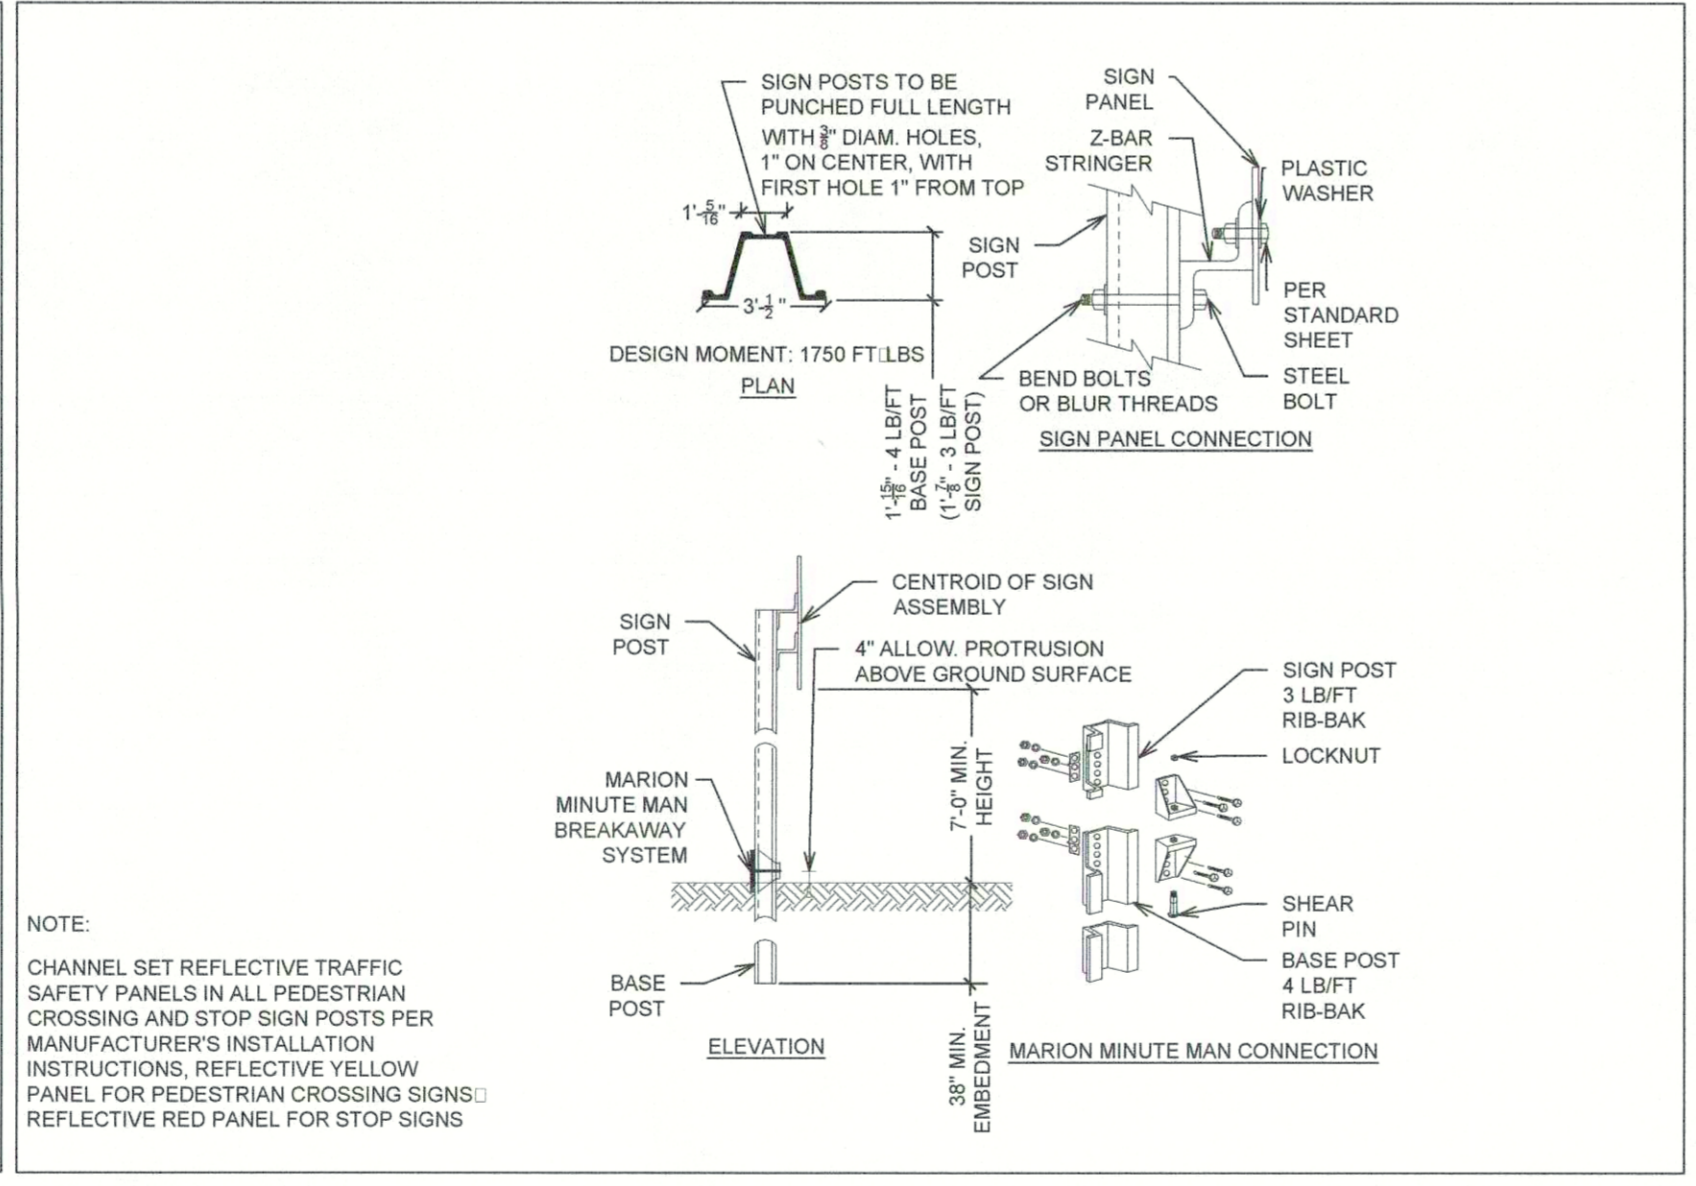 SIGN POSTS TO BE
PUNCHED FULL LENGTH
WITH 3/8" DIAM. HOLES,
1" ON CENTER, WITH
FIRST HOLE 1" FROM TOP
1'-5/16"
3'-1/2"
DESIGN MOMENT: 1750 FT□LBS
PLAN
1'-15/16" - 4 LB/FT
BASE POST
(1'-7/8" - 3 LB/FT
SIGN POST)
SIGN
PANEL
Z-BAR
STRINGER
PLASTIC
WASHER
SIGN
POST
PER
STANDARD
SHEET
STEEL
BOLT
BEND BOLTS
OR BLUR THREADS
SIGN PANEL CONNECTION
CENTROID OF SIGN
ASSEMBLY
SIGN
POST
4" ALLOW. PROTRUSION
ABOVE GROUND SURFACE
7'-0" MIN.
HEIGHT
MARION
MINUTE MAN
BREAKAWAY
SYSTEM
BASE
POST
38" MIN.
EMBEDMENT
ELEVATION
SIGN POST
3 LB/FT
RIB-BAK
LOCKNUT
SHEAR
PIN
BASE POST
4 LB/FT
RIB-BAK
MARION MINUTE MAN CONNECTION
NOTE:
CHANNEL SET REFLECTIVE TRAFFIC
SAFETY PANELS IN ALL PEDESTRIAN
CROSSING AND STOP SIGN POSTS PER
MANUFACTURER'S INSTALLATION
INSTRUCTIONS, REFLECTIVE YELLOW
PANEL FOR PEDESTRIAN CROSSING SIGNS□
REFLECTIVE RED PANEL FOR STOP SIGNS